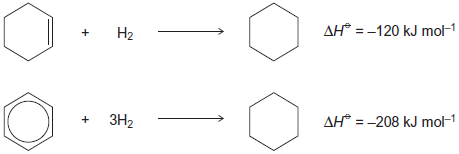 + H₂ ΔH⦵ = –120 kJ mol⁻¹
+ 3H₂ ΔH⦵ = –208 kJ mol⁻¹